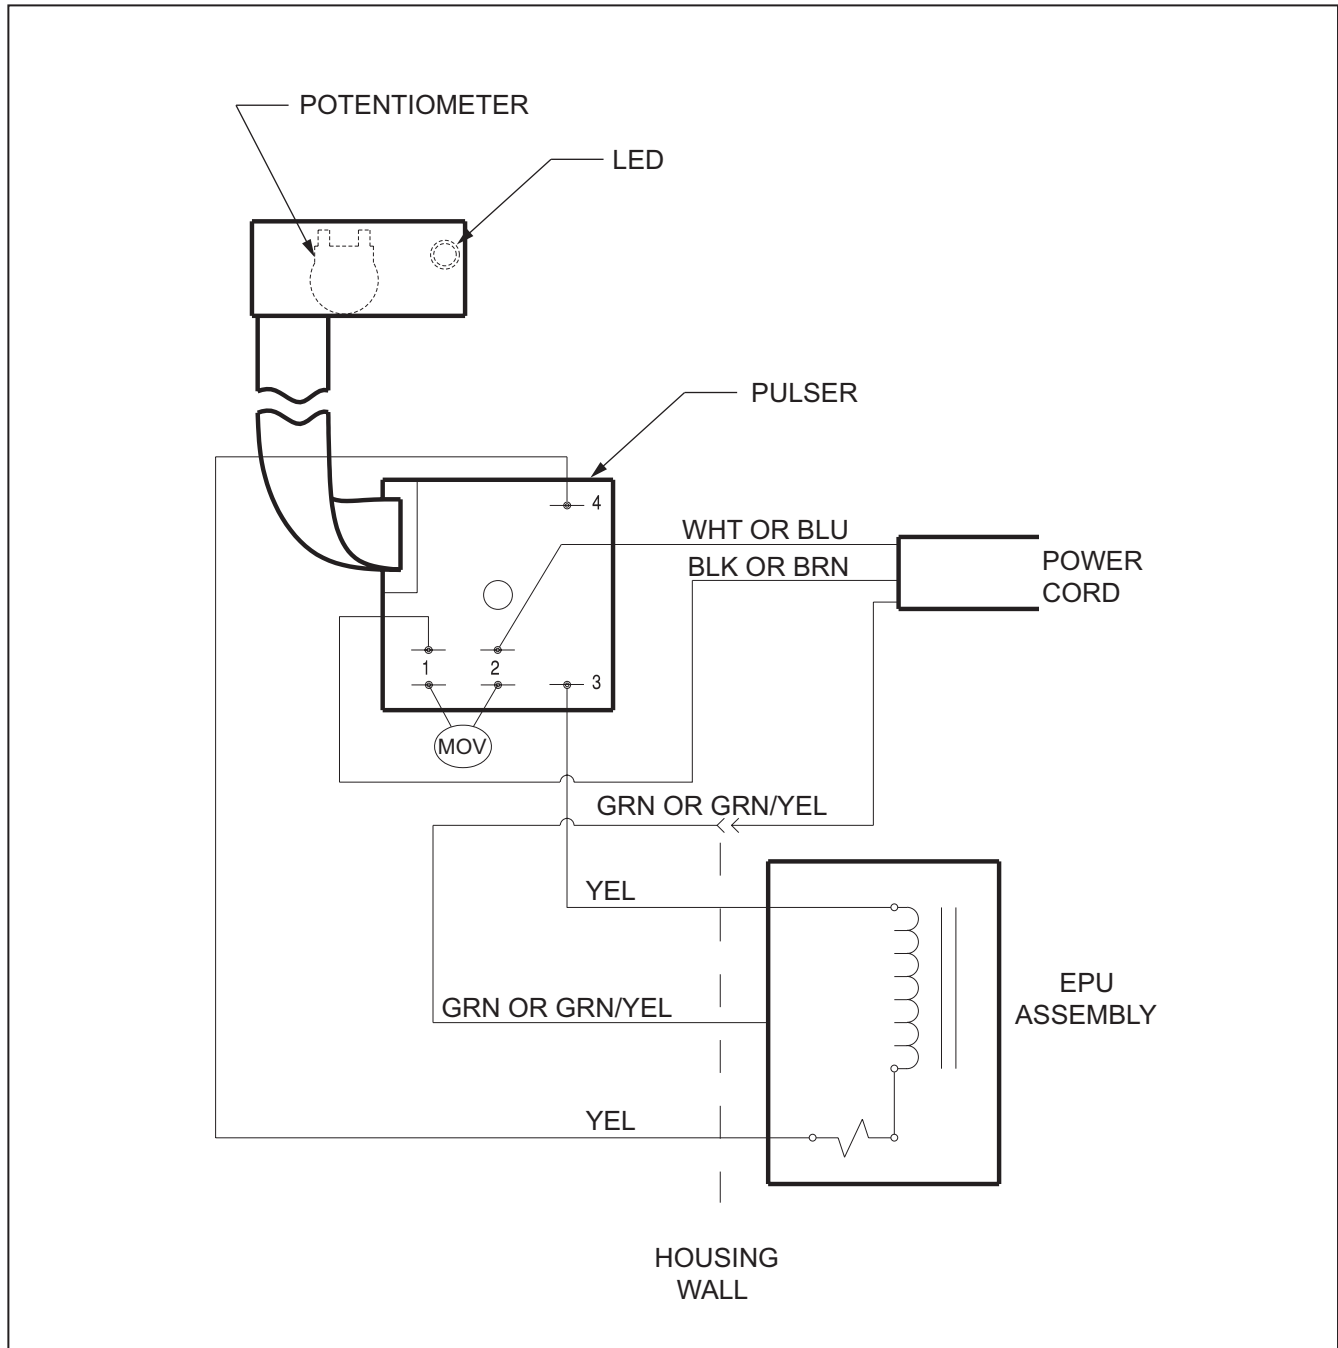 POTENTIOMETER
LED
PULSER
4
WHT OR BLU
BLK OR BRN
POWER
CORD
1
2
3
MOV
GRN OR GRN/YEL
YEL
EPU
ASSEMBLY
GRN OR GRN/YEL
YEL
HOUSING
WALL